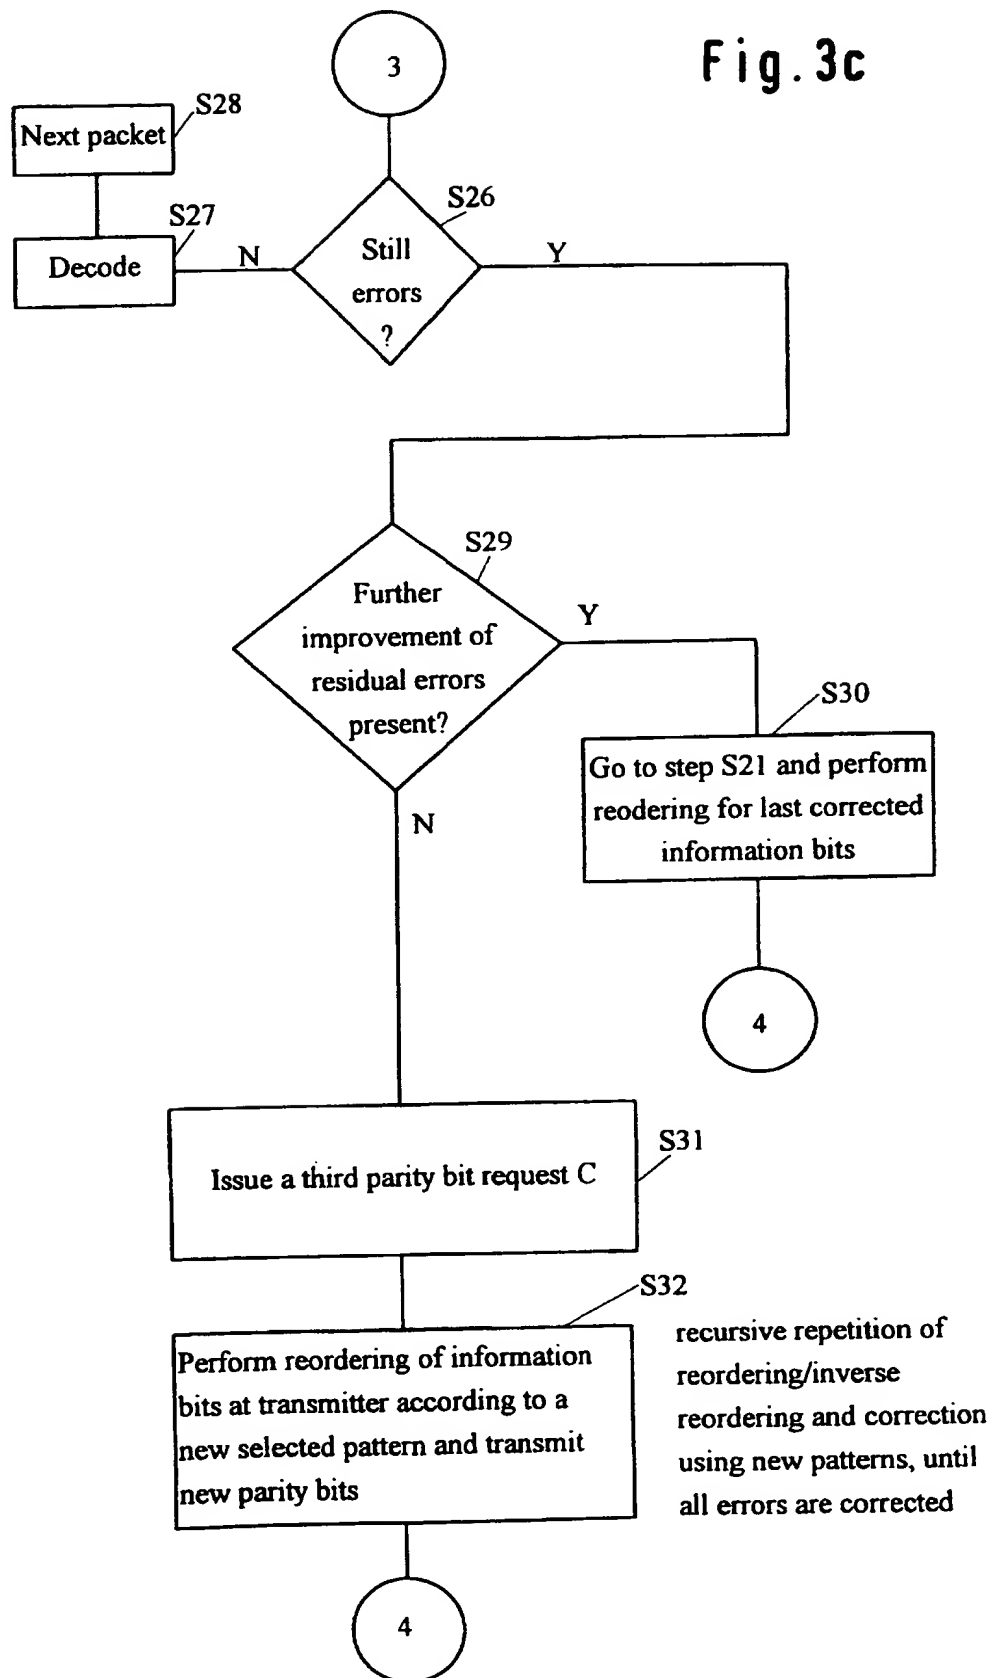 Fig. 3c
3
S28
Next packet
S27
Decode
N
S26
Still
errors
?
Y
S29
Further
improvement of
residual errors
present?
Y
N
S30
Go to step S21 and perform
reodering for last corrected
information bits
4
S31
Issue a third parity bit request C
S32
Perform reordering of information
bits at transmitter according to a
new selected pattern and transmit
new parity bits
recursive repetition of
reordering/inverse
reordering and correction
using new patterns, until
all errors are corrected
4